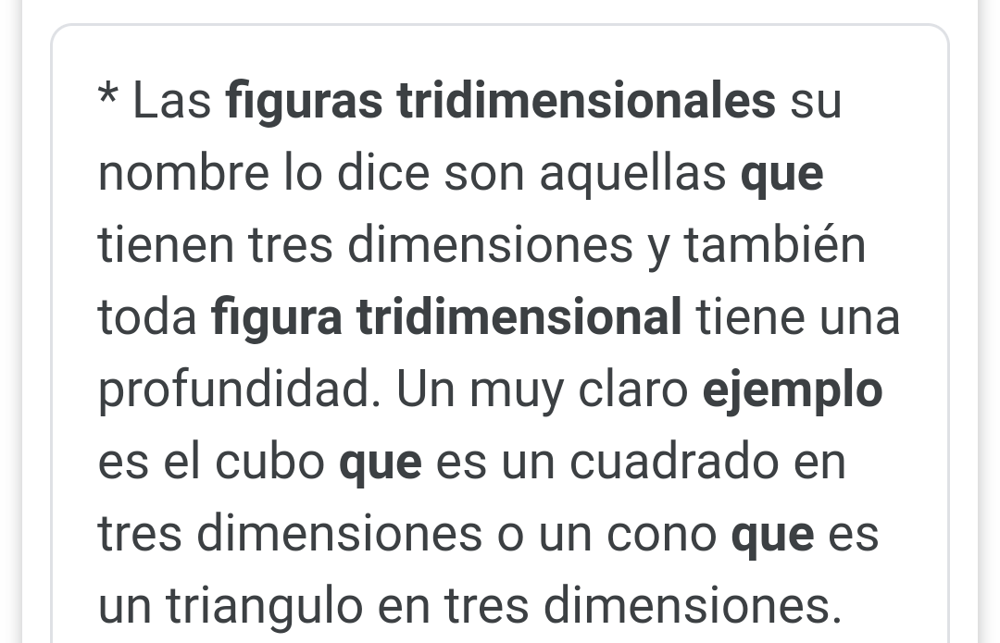 * Las figuras tridimensionales su
nombre lo dice son aquellas que
tienen tres dimensiones y también
toda figura tridimensional tiene una
profundidad. Un muy claro ejemplo
es el cubo que es un cuadrado en
tres dimensiones o un cono que es
un triangulo en tres dimensiones.